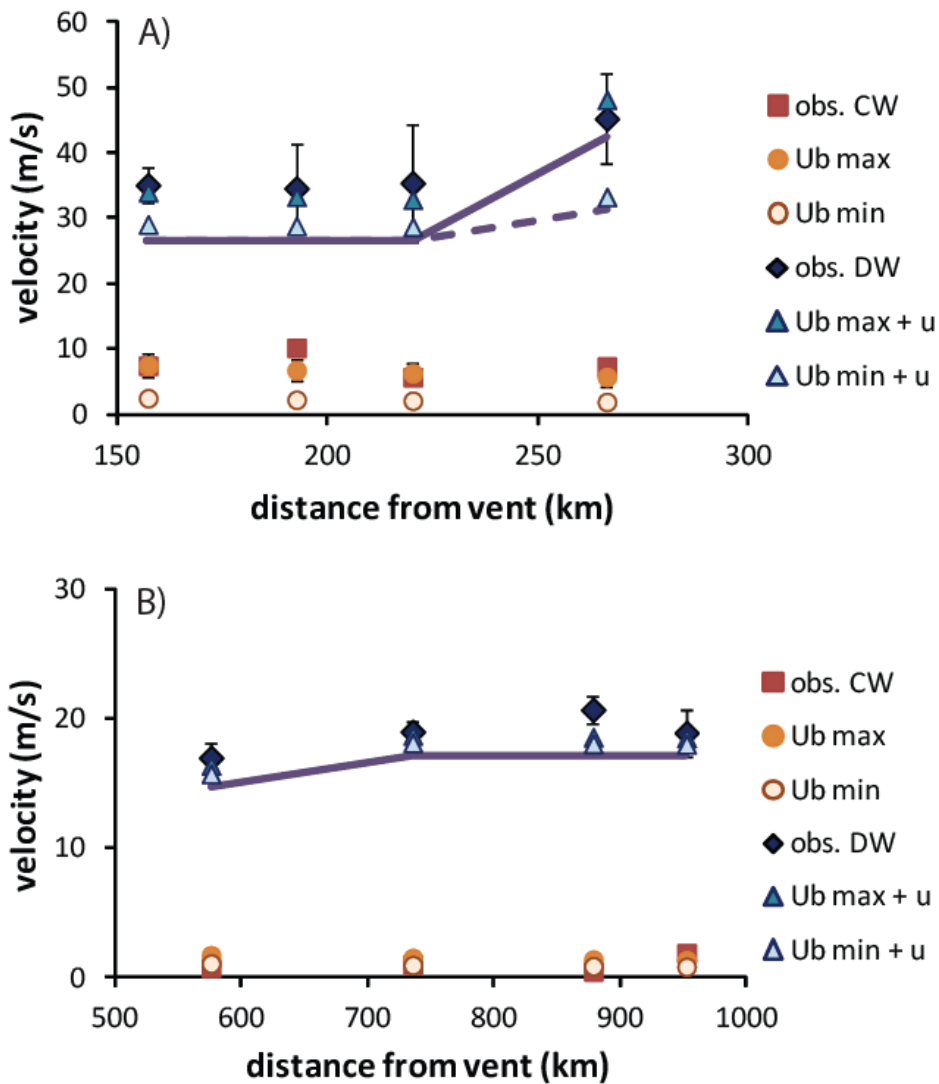 A)
60
50
40
30
20
10
0
velocity (m/s)
150 200 250 300
distance from vent (km)
obs. CW
Ub max
Ub min
obs. DW
Ub max + u
Ub min + u
B)
30
20
10
0
velocity (m/s)
500 600 700 800 900 1000
distance from vent (km)
obs. CW
Ub max
Ub min
obs. DW
Ub max + u
Ub min + u